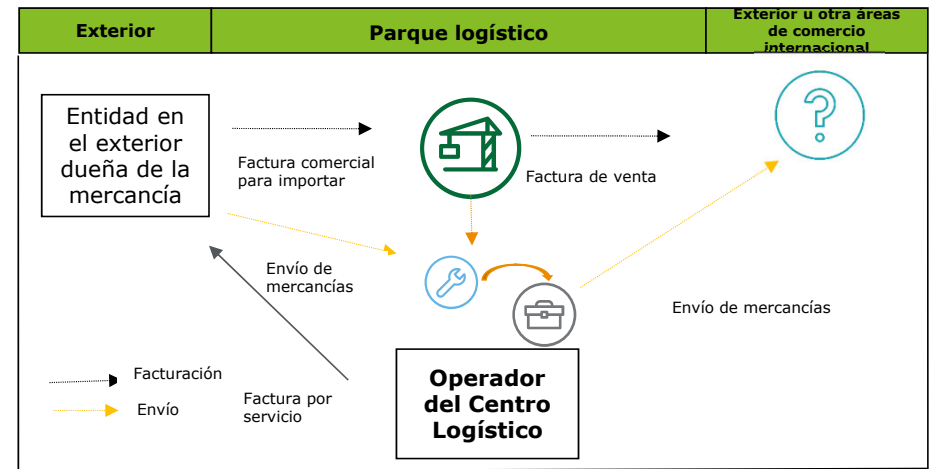 Exterior
Parque logístico
Exterior u otra áreas
de comercio
internacional
Entidad en
el exterior
dueña de la
mercancía
Factura comercial
para importar
Factura de venta
Envío de
mercancías
Envío de mercancías
Facturación
Envío
Factura por
servicio
Operador
del Centro
Logístico